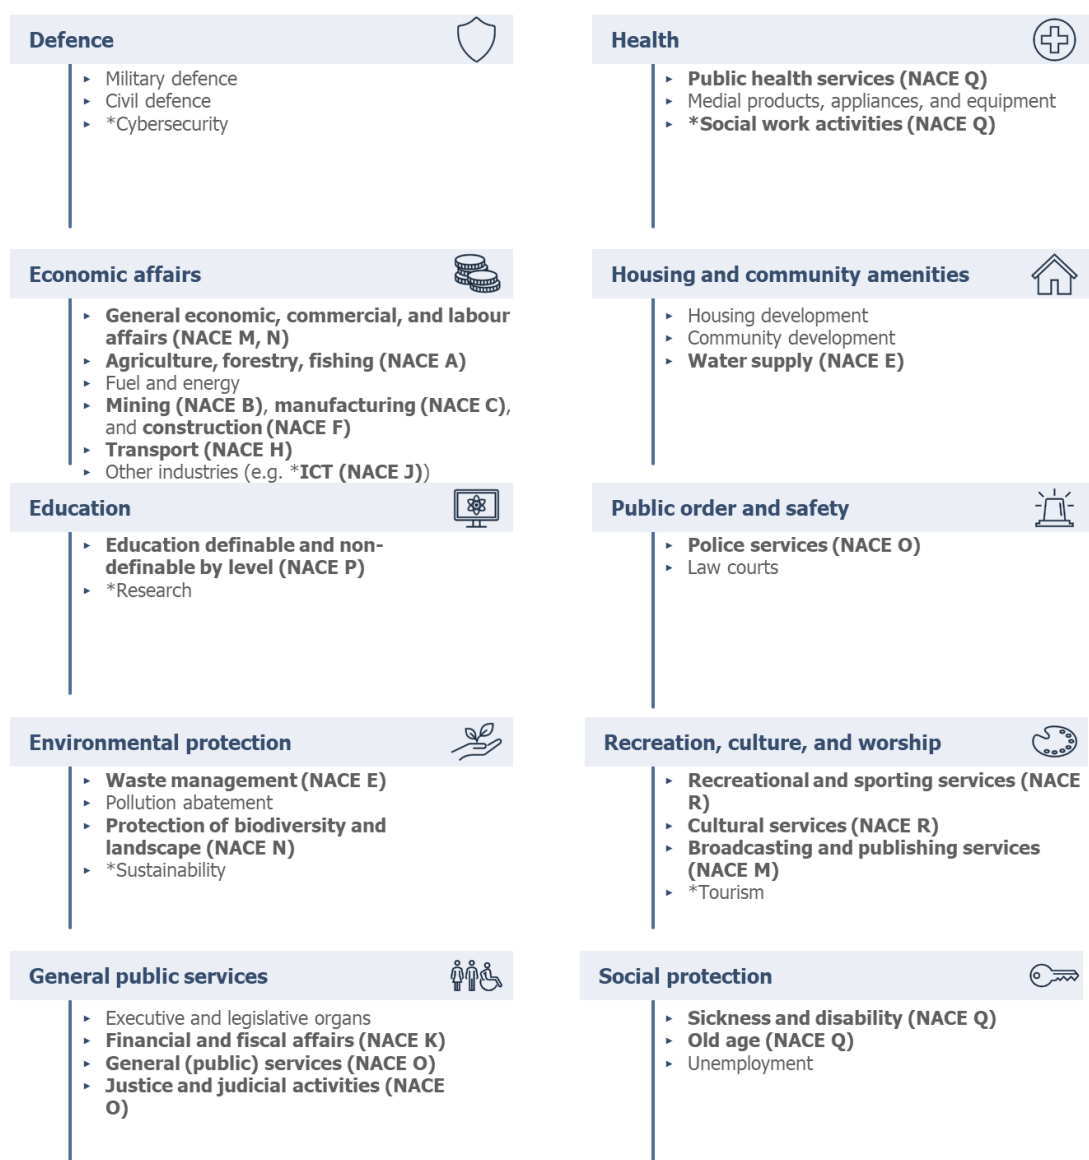 Defence
▸ Military defence
▸ Civil defence
▸ *Cybersecurity
Health
▸ Public health services (NACE Q)
▸ Medial products, appliances, and equipment
▸ *Social work activities (NACE Q)
Economic affairs
▸ General economic, commercial, and labour
affairs (NACE M, N)
▸ Agriculture, forestry, fishing (NACE A)
▸ Fuel and energy
▸ Mining (NACE B), manufacturing (NACE C),
and construction (NACE F)
▸ Transport (NACE H)
▸ Other industries (e.g. *ICT (NACE J))
Housing and community amenities
▸ Housing development
▸ Community development
▸ Water supply (NACE E)
Education
▸ Education definable and non-
definable by level (NACE P)
▸ *Research
Public order and safety
▸ Police services (NACE O)
▸ Law courts
Environmental protection
▸ Waste management (NACE E)
▸ Pollution abatement
▸ Protection of biodiversity and
landscape (NACE N)
▸ *Sustainability
Recreation, culture, and worship
▸ Recreational and sporting services (NACE
R)
▸ Cultural services (NACE R)
▸ Broadcasting and publishing services
(NACE M)
▸ *Tourism
General public services
▸ Executive and legislative organs
▸ Financial and fiscal affairs (NACE K)
▸ General (public) services (NACE O)
▸ Justice and judicial activities (NACE
O)
Social protection
▸ Sickness and disability (NACE Q)
▸ Old age (NACE Q)
▸ Unemployment